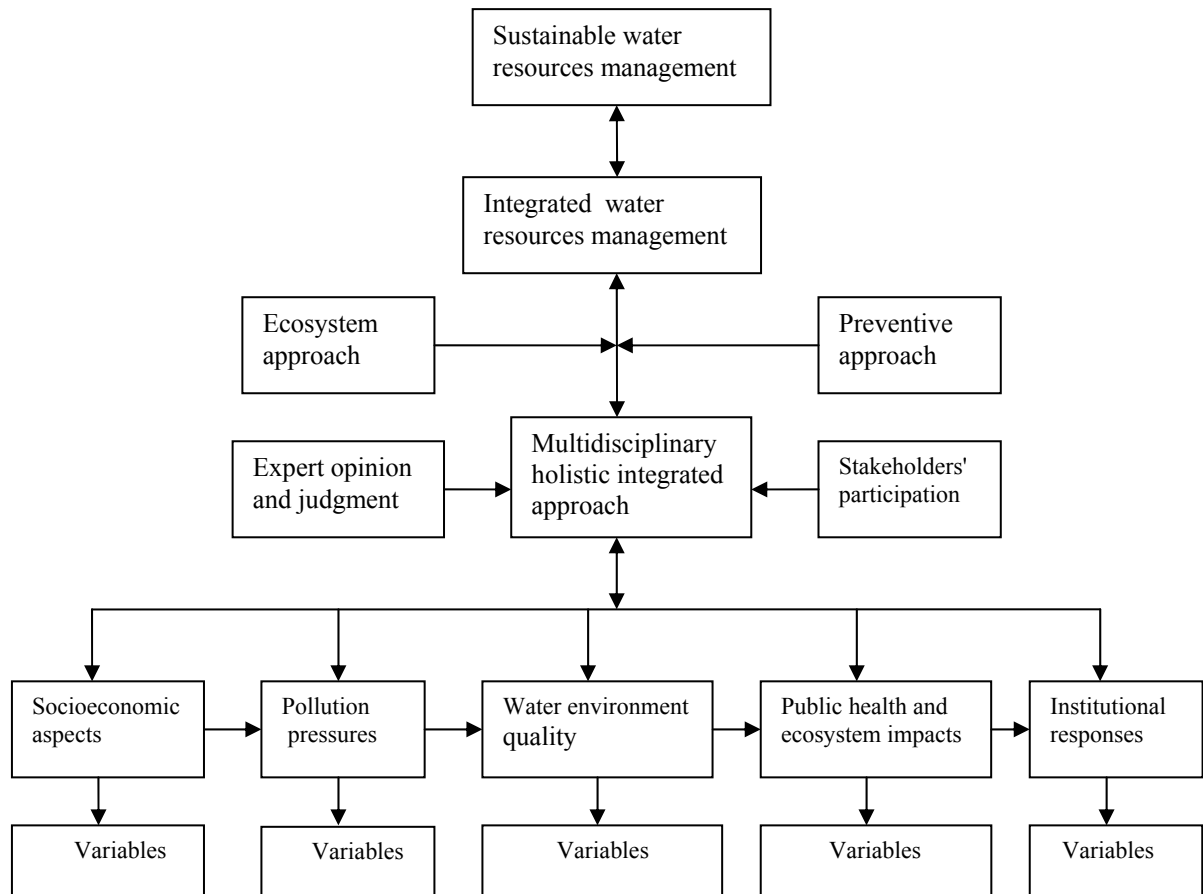 Sustainable water
resources management
Integrated water
resources management
Ecosystem
approach
Preventive
approach
Expert opinion
and judgment
Multidisciplinary
holistic integrated
approach
Stakeholders'
participation
Socioeconomic
aspects
Pollution
pressures
Water environment
quality
Public health and
ecosystem impacts
Institutional
responses
Variables
Variables
Variables
Variables
Variables